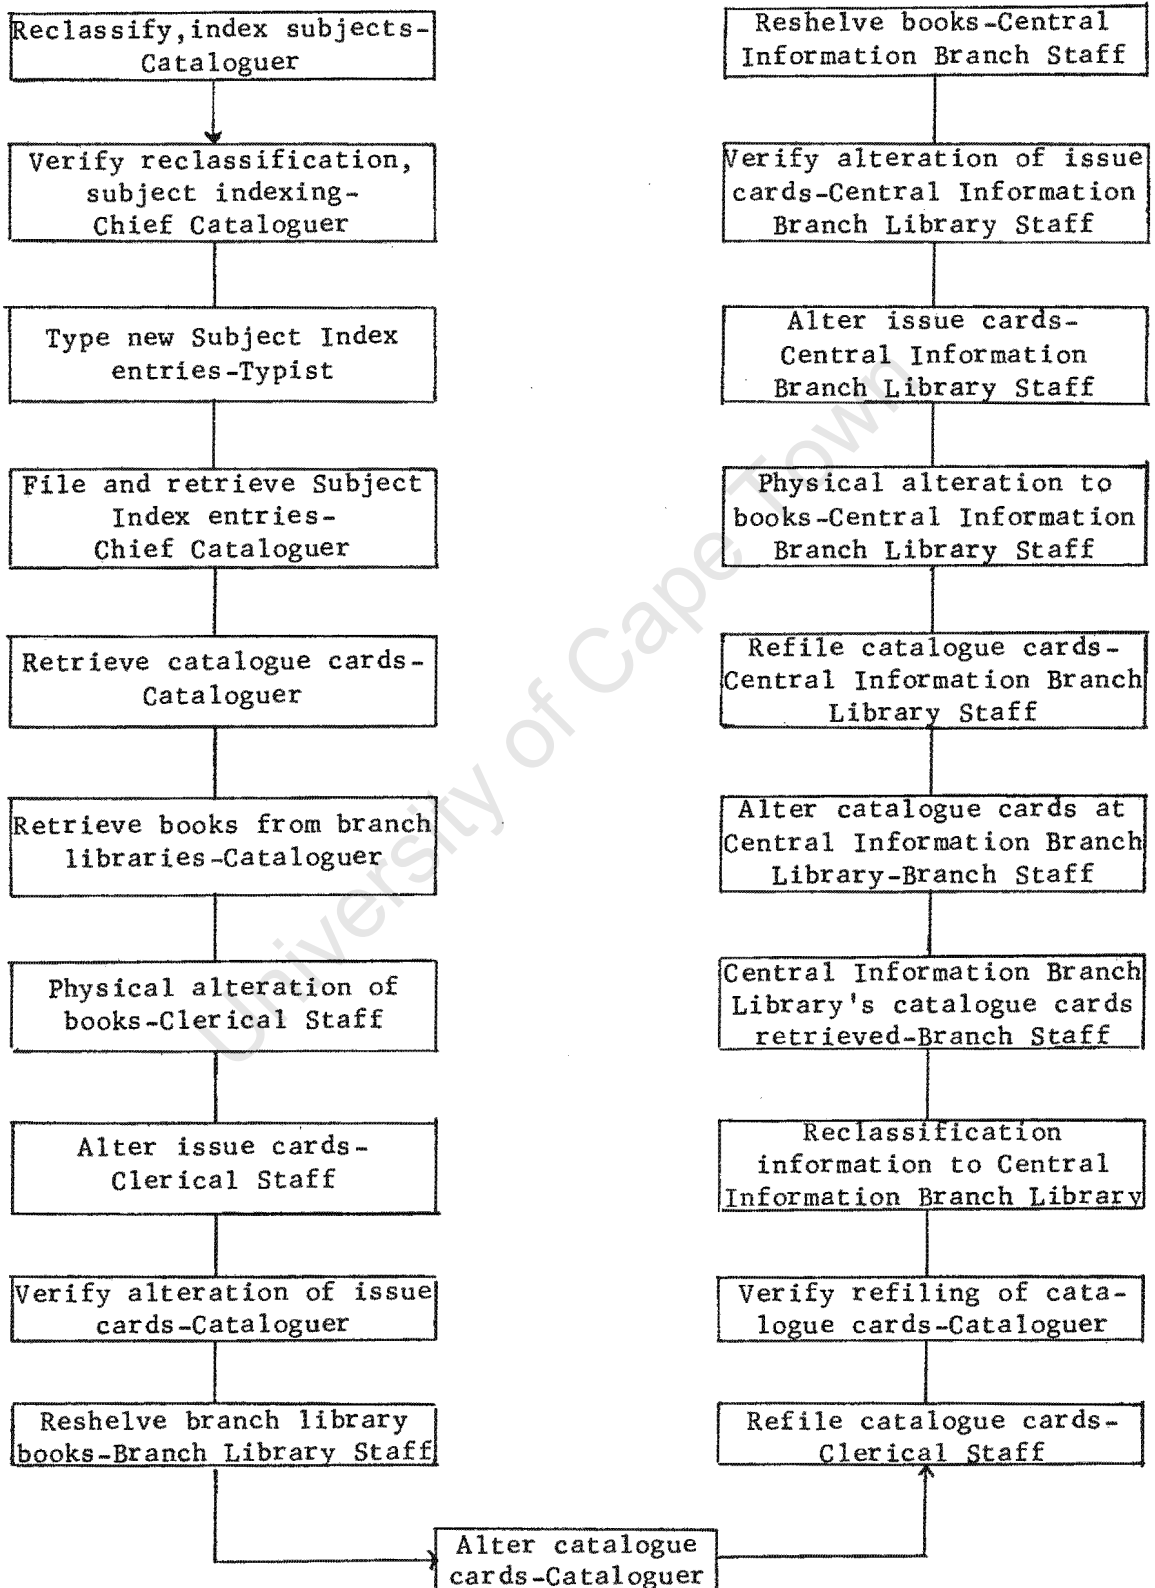 Reclassify,index subjects-
Cataloguer
Verify reclassification,
subject indexing-
Chief Cataloguer
Type new Subject Index
entries-Typist
File and retrieve Subject
Index entries-
Chief Cataloguer
Retrieve catalogue cards-
Cataloguer
Retrieve books from branch
libraries-Cataloguer
Physical alteration of
books-Clerical Staff
Alter issue cards-
Clerical Staff
Verify alteration of issue
cards-Cataloguer
Reshelve branch library
books-Branch Library Staff
Alter catalogue
cards-Cataloguer
Refile catalogue cards-
Clerical Staff
Verify refiling of cata-
logue cards-Cataloguer
Reclassification
information to Central
Information Branch Library
Central Information Branch
Library's catalogue cards
retrieved-Branch Staff
Alter catalogue cards at
Central Information Branch
Library-Branch Staff
Refile catalogue cards-
Central Information Branch
Library Staff
Physical alteration to
books-Central Information
Branch Library Staff
Alter issue cards-
Central Information
Branch Library Staff
Verify alteration of issue
cards-Central Information
Branch Library Staff
Reshelve books-Central
Information Branch Staff
University of Cape Town